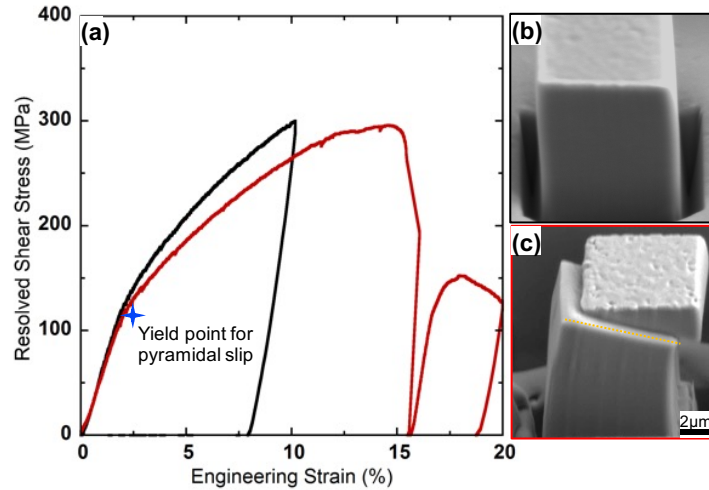 (a)
400
300
200
100
0
Resolved Shear Stress (MPa)
Yield point for
pyramidal slip
0
5
10
15
20
Engineering Strain (%)
(b)
(c)
2μm